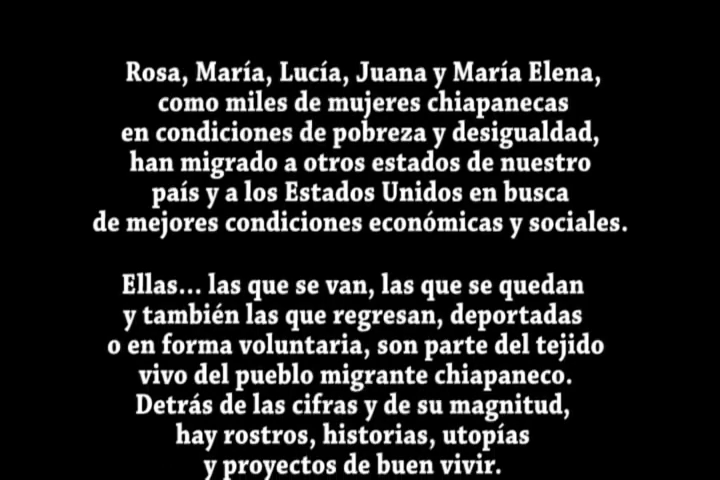 Rosa, María, Lucía, Juana y María Elena,
como miles de mujeres chiapanecas
en condiciones de pobreza y desigualdad,
han migrado a otros estados de nuestro
país y a los Estados Unidos en busca
de mejores condiciones económicas y sociales.
Ellas... las que se van, las que se quedan
y también las que regresan, deportadas
o en forma voluntaria, son parte del tejido
vivo del pueblo migrante chiapaneco.
Detrás de las cifras y de su magnitud,
hay rostros, historias, utopías
y proyectos de buen vivir.